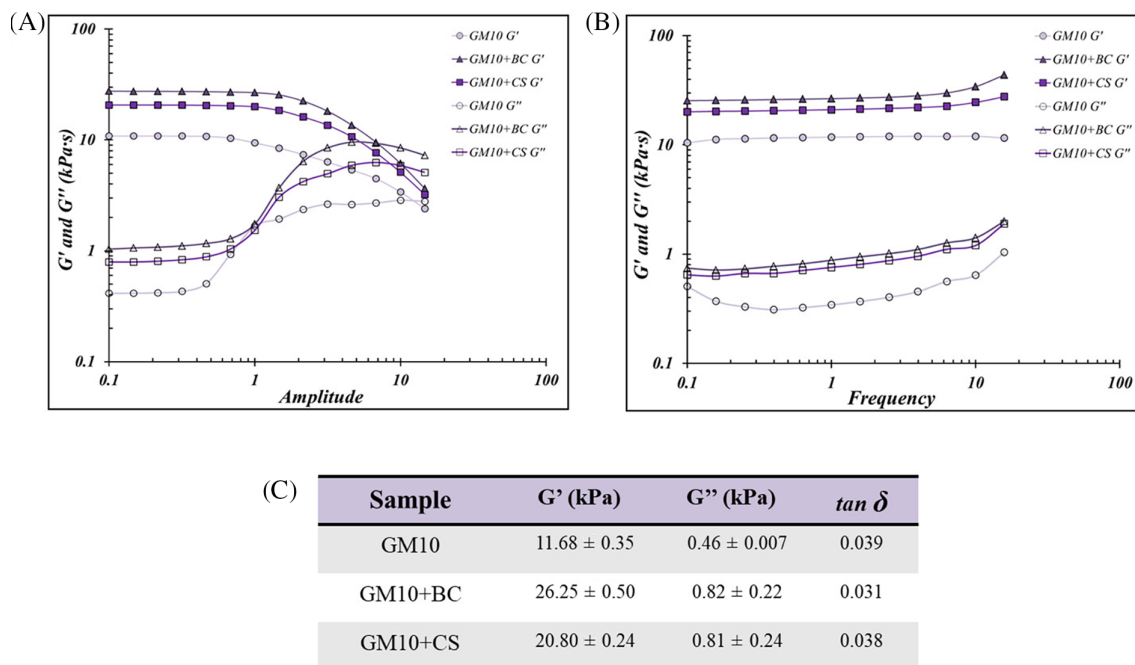 (A)
100
10
1
0.1
G' and G'' (kPa·s)
0.1 1 10 100
Amplitude
GM10 G'
GM10+BC G'
GM10+CS G'
GM10 G''
GM10+BC G''
GM10+CS G''
(B)
100
10
1
0.1
G' and G'' (kPa·s)
0.1 1 10 100
Frequency
GM10 G'
GM10+BC G'
GM10+CS G'
GM10 G''
GM10+BC G''
GM10+CS G''
(C)
Sample G’ (kPa) G” (kPa) tan δ
GM10 11.68 ± 0.35 0.46 ± 0.007 0.039
GM10+BC 26.25 ± 0.50 0.82 ± 0.22 0.031
GM10+CS 20.80 ± 0.24 0.81 ± 0.24 0.038